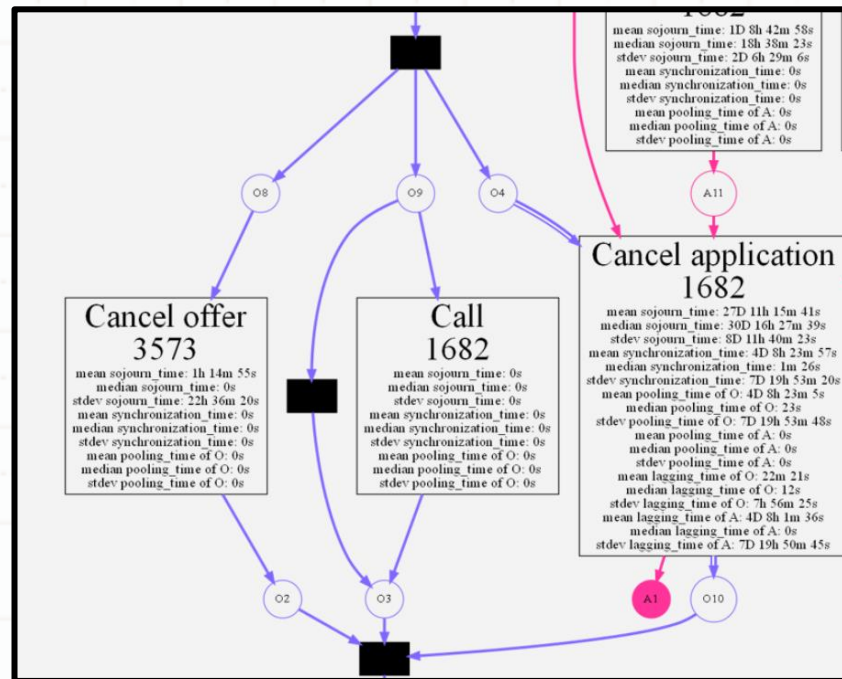 1682
mean sojourn_time: 1D 8h 42m 58s
median sojourn_time: 18h 38m 23s
stdev sojourn_time: 2D 6h 29m 6s
mean synchronization_time: 0s
median synchronization_time: 0s
stdev synchronization_time: 0s
mean pooling_time of A: 0s
median pooling_time of A: 0s
stdev pooling_time of A: 0s
O8
O9
O4
A11
Cancel offer
3573
mean sojourn_time: 1h 14m 55s
median sojourn_time: 0s
stdev sojourn_time: 22h 36m 20s
mean synchronization_time: 0s
median synchronization_time: 0s
stdev synchronization_time: 0s
mean pooling_time of O: 0s
median pooling_time of O: 0s
stdev pooling_time of O: 0s
Call
1682
mean sojourn_time: 0s
median sojourn_time: 0s
stdev sojourn_time: 0s
mean synchronization_time: 0s
median synchronization_time: 0s
stdev synchronization_time: 0s
mean pooling_time of O: 0s
median pooling_time of O: 0s
stdev pooling_time of O: 0s
Cancel application
1682
mean sojourn_time: 27D 11h 15m 41s
median sojourn_time: 30D 16h 27m 39s
stdev sojourn_time: 8D 11h 40m 23s
mean synchronization_time: 4D 8h 23m 57s
median synchronization_time: 1m 26s
stdev synchronization_time: 7D 19h 53m 20s
mean pooling_time of O: 4D 8h 23m 5s
median pooling_time of O: 23s
stdev pooling_time of O: 7D 19h 53m 48s
mean pooling_time of A: 0s
median pooling_time of A: 0s
stdev pooling_time of A: 0s
mean lagging_time of O: 22m 21s
median lagging_time of O: 12s
stdev lagging_time of O: 7h 56m 25s
mean lagging_time of A: 4D 8h 1m 36s
median lagging_time of A: 0s
stdev lagging_time of A: 7D 19h 50m 45s
O2
O3
A1
O10